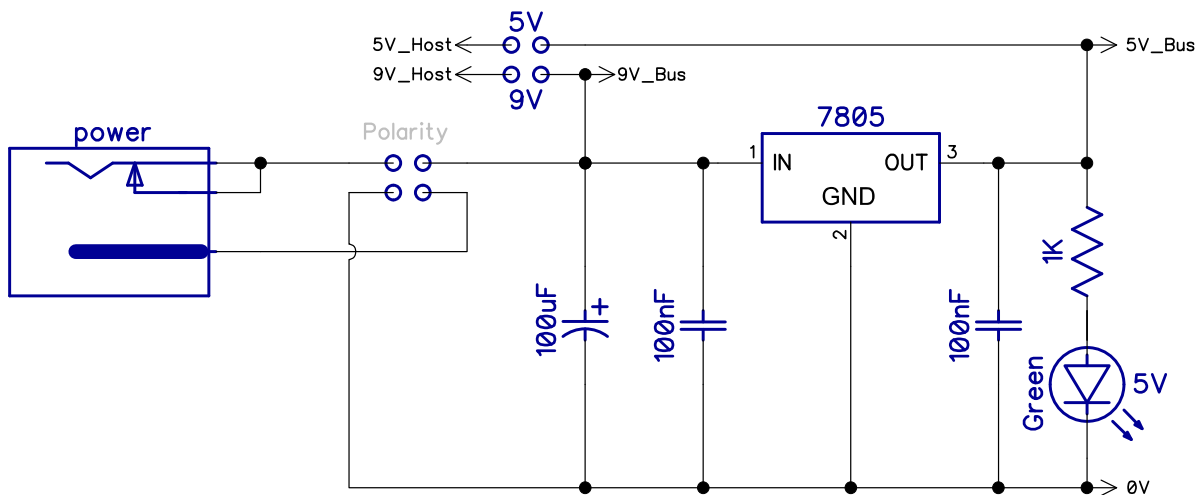 5V
5V_Host
5V_Bus
9V_Host
9V_Bus
9V
power
Polarity
7805
1
IN
OUT
3
GND
2
1K
100uF
+
100nF
100nF
Green
5V
0V